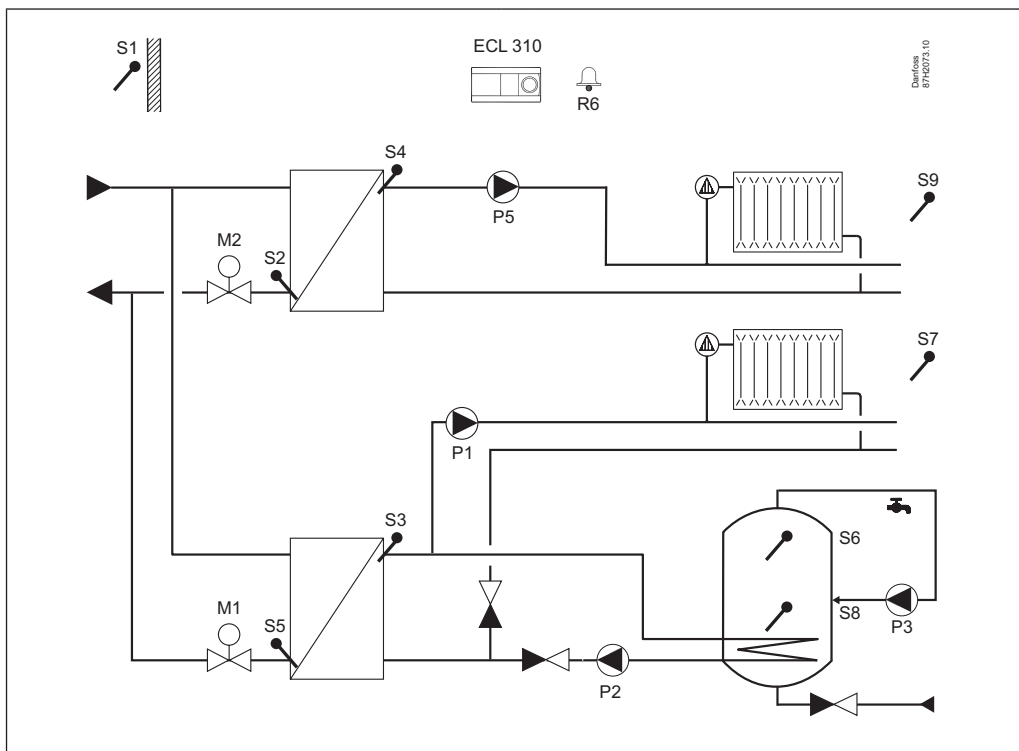 S1
ECL 310
R6
Danfoss
87H2073.10
S4
P5
S9
M2
S2
S7
P1
S3
S6
M1
S5
S8
P3
P2